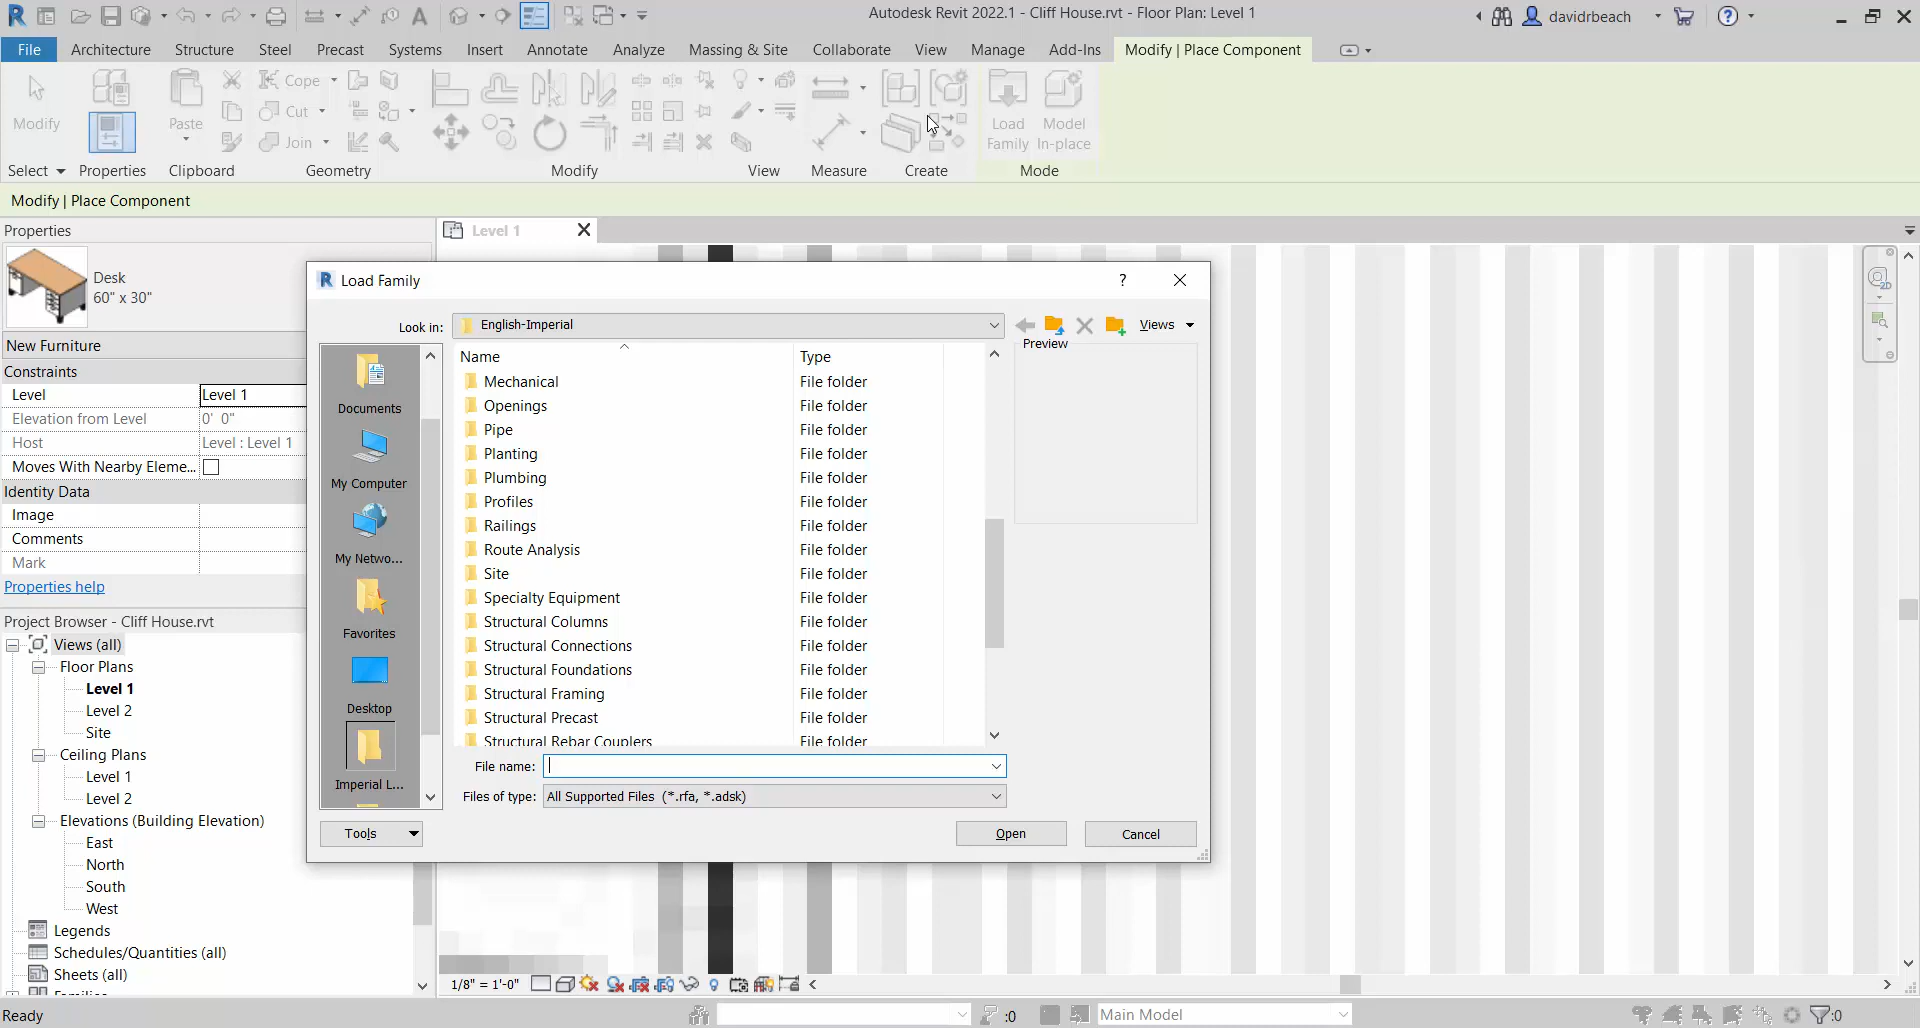 Autodesk Revit 2022.1 - Cliff House.rvt - Floor Plan: Level 1
davidrbeach
File Architecture Structure Steel Precast Systems Insert Annotate Analyze Massing & Site Collaborate View Manage Add-Ins Modify | Place Component
Modify
Paste
Cope
Cut
Join
Load Family
Model In-place
Select Properties Clipboard Geometry Modify View Measure Create Mode
Modify | Place Component
Properties
Level 1
Desk
60" x 30"
New Furniture
Constraints
Level Level 1
Elevation from Level 0' 0"
Host Level : Level 1
Moves With Nearby Eleme...
Identity Data
Image
Comments
Mark
Properties help
Project Browser - Cliff House.rvt
Views (all)
Floor Plans
Level 1
Level 2
Site
Ceiling Plans
Level 1
Level 2
Elevations (Building Elevation)
East
North
South
West
Legends
Schedules/Quantities (all)
Sheets (all)
Families
Load Family
Look in: English-Imperial
Views
Preview
Documents
My Computer
My Netwo...
Favorites
Desktop
Imperial L...
Name Type
Mechanical File folder
Openings File folder
Pipe File folder
Planting File folder
Plumbing File folder
Profiles File folder
Railings File folder
Route Analysis File folder
Site File folder
Specialty Equipment File folder
Structural Columns File folder
Structural Connections File folder
Structural Foundations File folder
Structural Framing File folder
Structural Precast File folder
Structural Rebar Couplers File folder
File name:
Files of type: All Supported Files (*.rfa, *.adsk)
Tools
Open
Cancel
1/8" = 1'-0"
Ready
:0
Main Model
:0